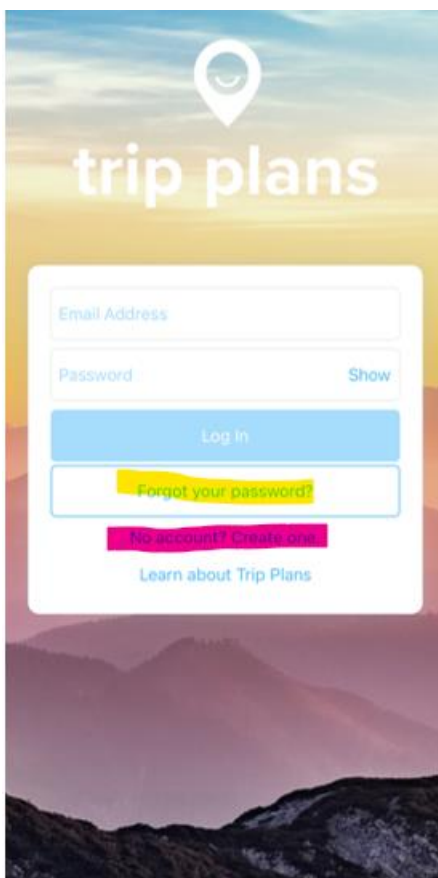 trip plans
Email Address
Password Show
Log In
Forgot your password?
No account? Create one.
Learn about Trip Plans